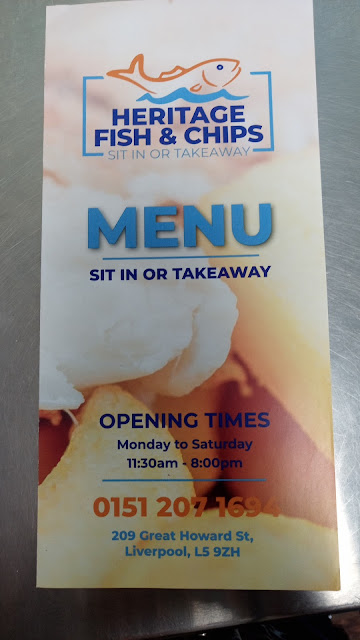 HERITAGE
FISH & CHIPS
SIT IN OR TAKEAWAY
MENU
SIT IN OR TAKEAWAY
OPENING TIMES
Monday to Saturday
11:30am - 8:00pm
0151 207 1694
209 Great Howard St,
Liverpool, L5 9ZH